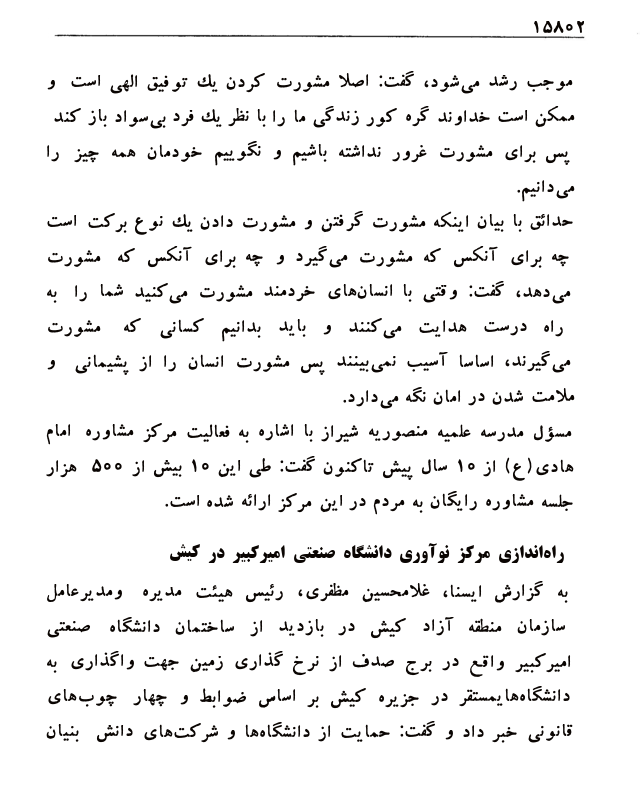 ۱۵۸۰۲
موجب رشد می‌شود، گفت: اصلا مشورت کردن یك توفیق الهی است و
ممکن است خداوند گره کور زندگی ما را با نظر یك فرد بی‌سواد باز کند
پس برای مشورت غرور نداشته باشیم و نگوییم خودمان همه چیز را
می‌دانیم.
حدائق با بیان اینکه مشورت گرفتن و مشورت دادن یك نوع برکت است
چه برای آنکس که مشورت می‌گیرد و چه برای آنکس که مشورت
می‌دهد، گفت: وقتی با انسان‌های خردمند مشورت می‌کنید شما را به
راه درست هدایت می‌کنند و باید بدانیم کسانی که مشورت
می‌گیرند، اساسا آسیب نمی‌بینند پس مشورت انسان را از پشیمانی و
ملامت شدن در امان نگه می‌دارد.
مسؤل مدرسه علمیه منصوریه شیراز با اشاره به فعالیت مرکز مشاوره امام
هادی(ع) از ۱۰ سال پیش تاکنون گفت: طی این ۱۰ بیش از ۵۰۰ هزار
جلسه مشاوره رایگان به مردم در این مرکز ارائه شده است.
راه‌اندازی مرکز نوآوری دانشگاه صنعتی امیرکبیر در کیش
به گزارش ایسنا، غلامحسین مظفری، رئیس هیئت مدیره ومدیرعامل
سازمان منطقه آزاد کیش در بازدید از ساختمان دانشگاه صنعتی
امیرکبیر واقع در برج صدف از نرخ گذاری زمین جهت واگذاری به
دانشگاه‌هایمستقر در جزیره کیش بر اساس ضوابط و چهار چوب‌های
قانونی خبر داد و گفت: حمایت از دانشگاه‌ها و شرکت‌های دانش بنیان